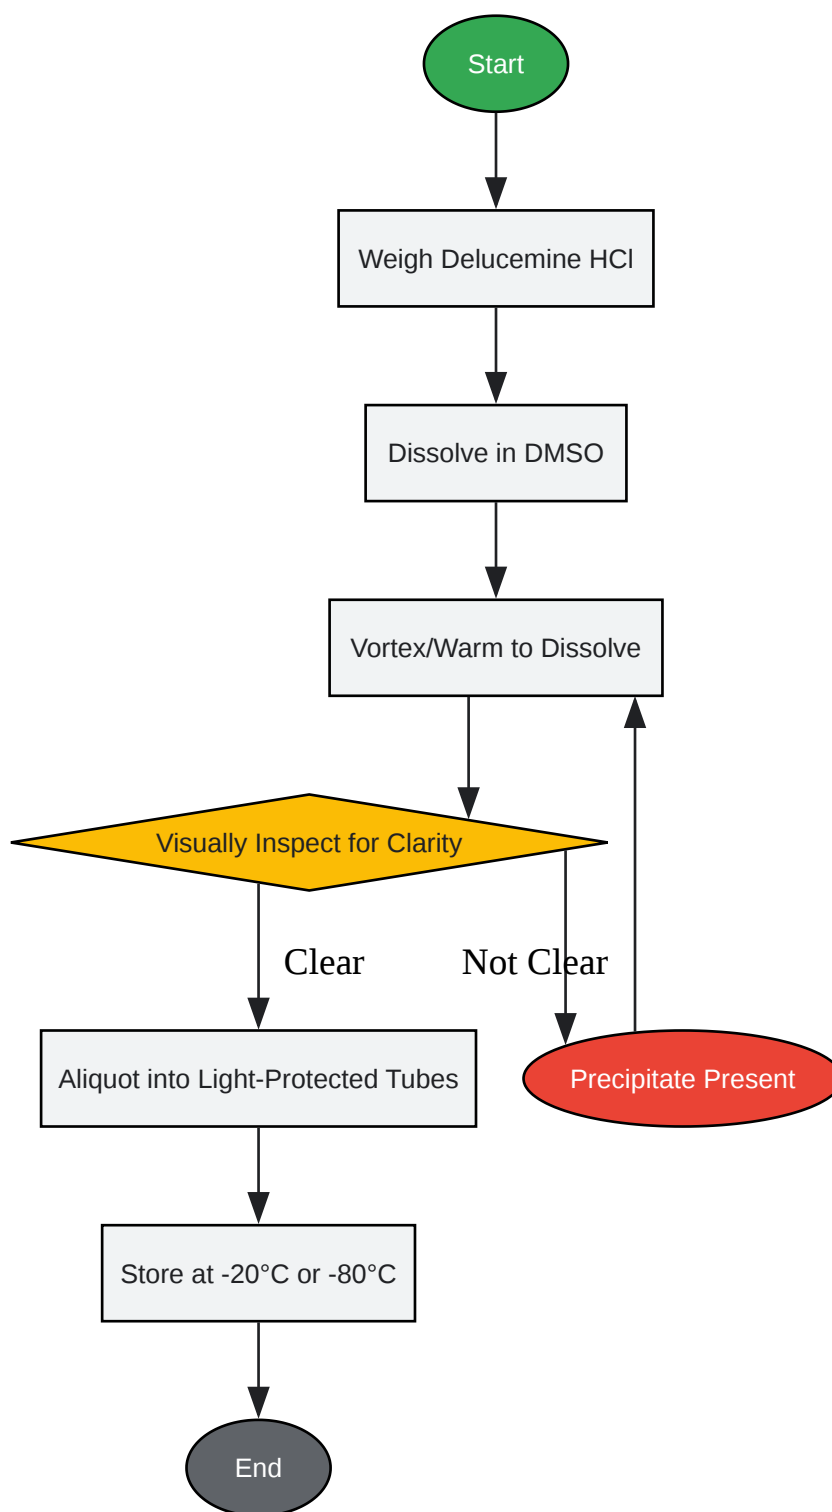 Start
Weigh Delucemine HCl
Dissolve in DMSO
Vortex/Warm to Dissolve
Visually Inspect for Clarity
Clear
Not Clear
Aliquot into Light-Protected Tubes
Precipitate Present
Store at -20°C or -80°C
End